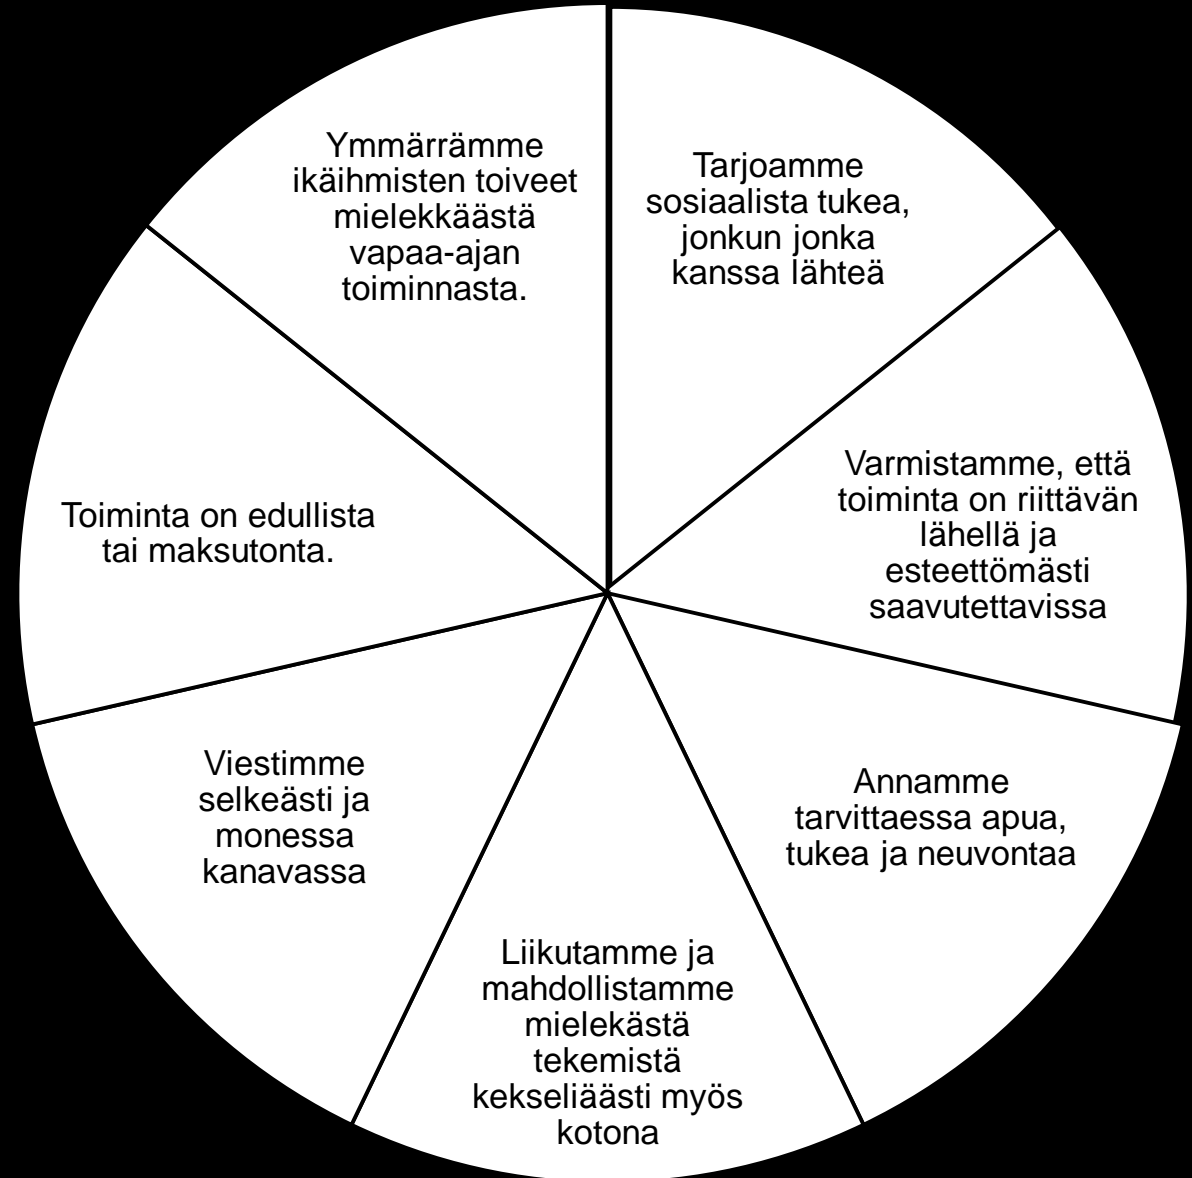 Ymmärrämme
ikäihmisten toiveet
mielekkäästä
vapaa-ajan
toiminnasta.
Tarjoamme
sosiaalista tukea,
jonkun jonka
kanssa lähteä
Varmistamme, että
toiminta on riittävän
lähellä ja
esteettömästi
saavutettavissa
Annamme
tarvittaessa apua,
tukea ja neuvontaa
Liikutamme ja
mahdollistamme
mielekästä
tekemistä
kekseliäästi myös
kotona
Viestimme
selkeästi ja
monessa
kanavassa
Toiminta on edullista
tai maksutonta.